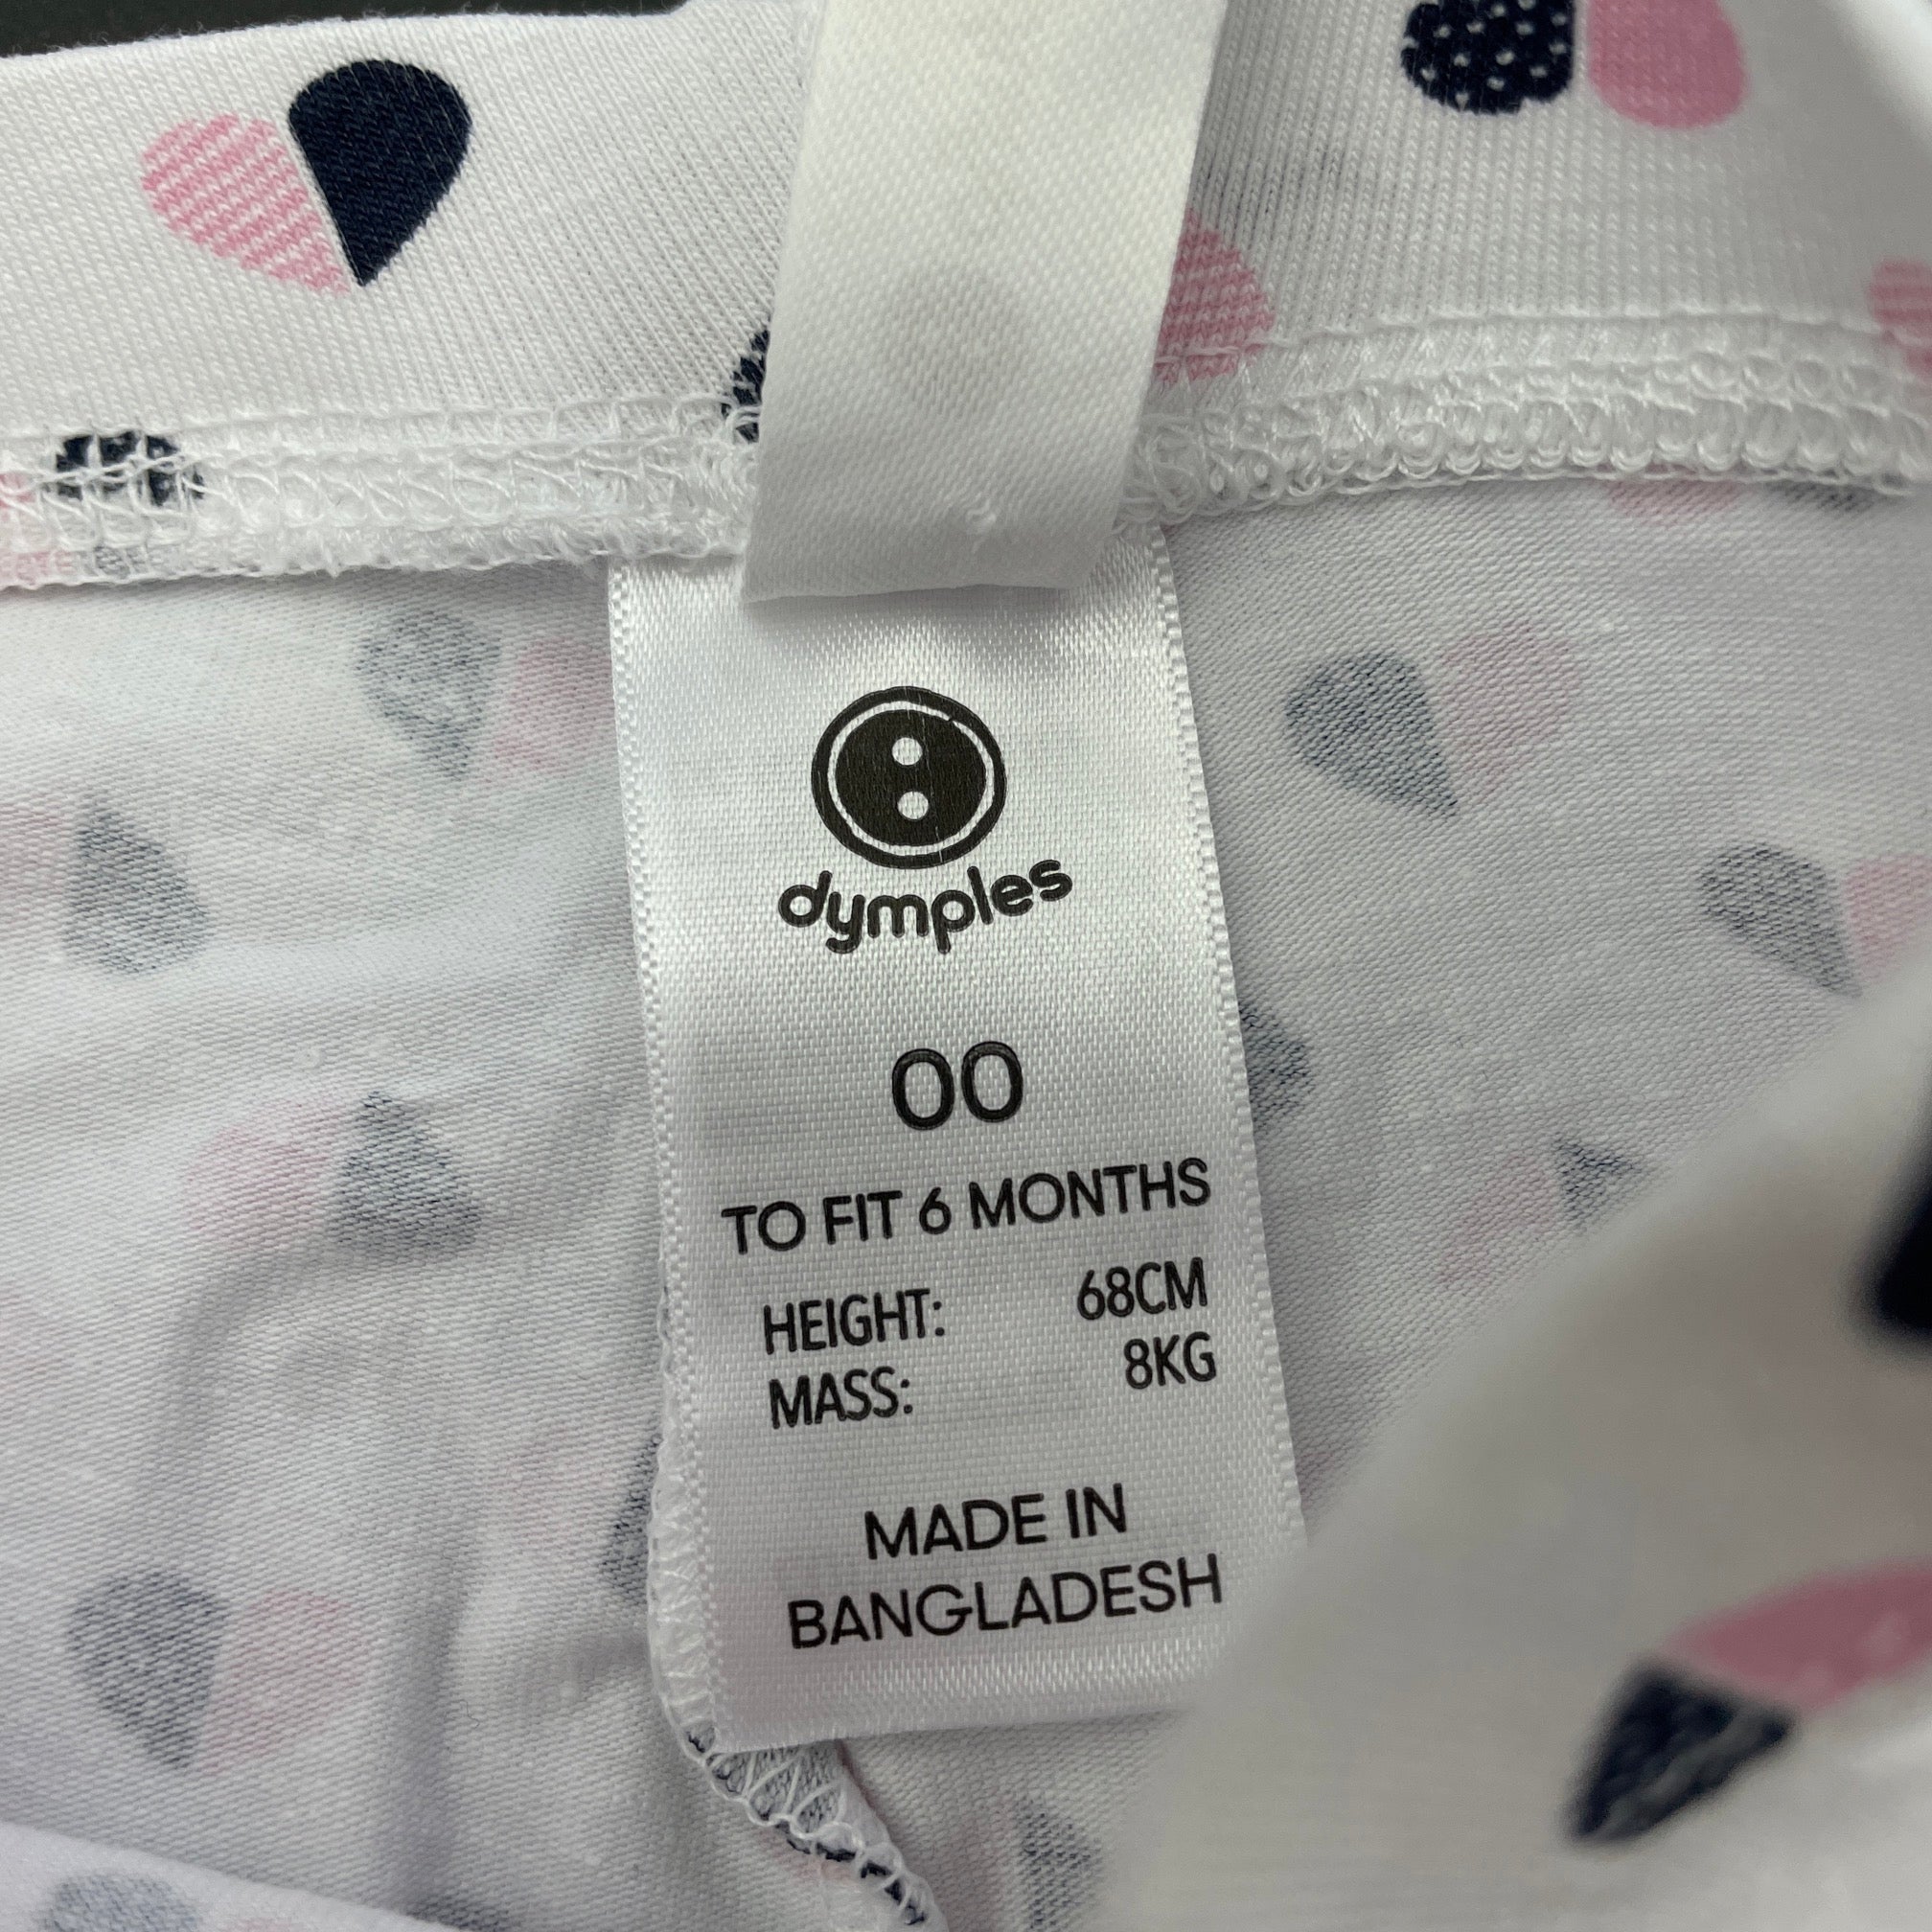 dymples
00
TO FIT 6 MONTHS
HEIGHT: 68CM
MASS: 8KG
MADE IN
BANGLADESH